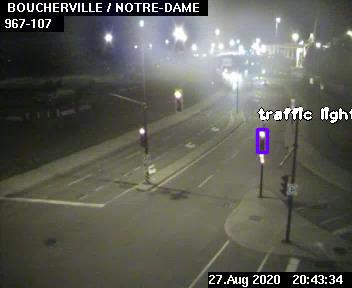 BOUCHERVILLE / NOTRE-DAME
967-107
traffic light
27.Aug 2020 20:43:34